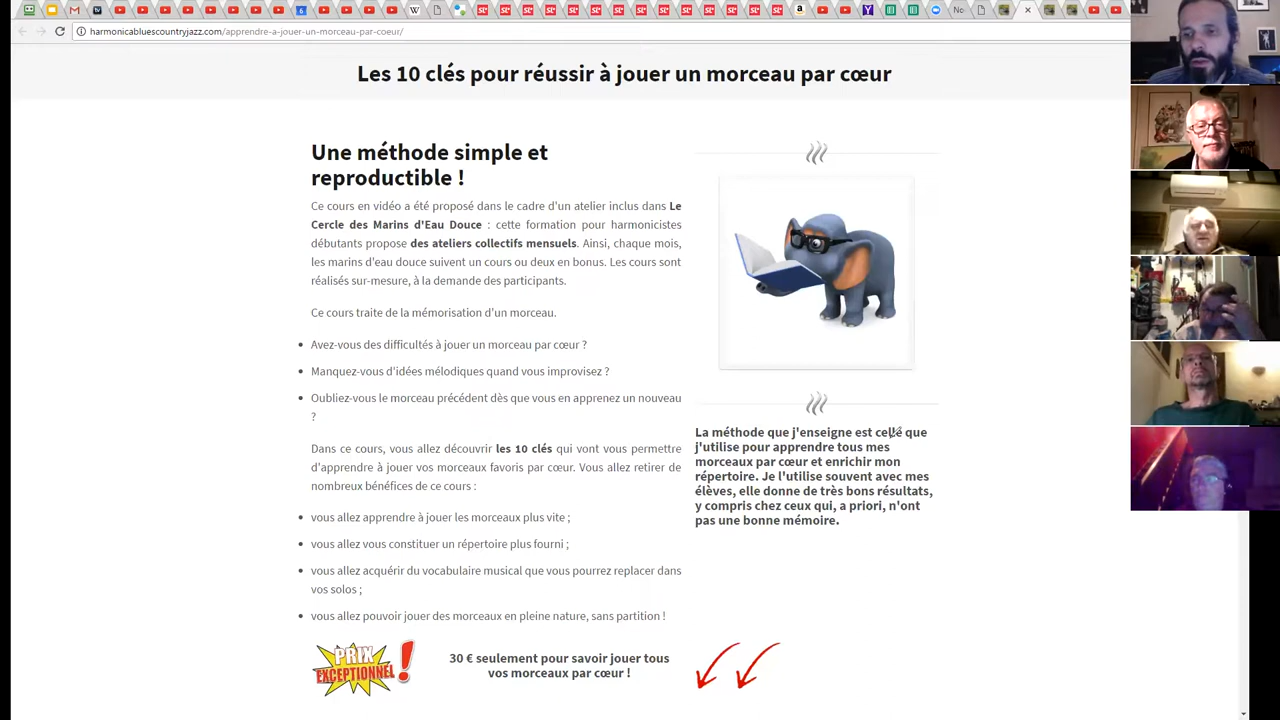 harmonicabluescountryjazz.com/apprendre-a-jouer-un-morceau-par-coeur/
Les 10 clés pour réussir à jouer un morceau par cœur
Une méthode simple et
reproductible !
Ce cours en vidéo a été proposé dans le cadre d'un atelier inclus dans Le
Cercle des Marins d'Eau Douce : cette formation pour harmonicistes
débutants propose des ateliers collectifs mensuels. Ainsi, chaque mois,
les marins d'eau douce suivent un cours ou deux en bonus. Les cours sont
réalisés sur-mesure, à la demande des participants.
Ce cours traite de la mémorisation d'un morceau.
Avez-vous des difficultés à jouer un morceau par cœur ?
Manquez-vous d'idées mélodiques quand vous improvisez ?
Oubliez-vous le morceau précédent dès que vous en apprenez un nouveau
?
Dans ce cours, vous allez découvrir les 10 clés qui vont vous permettre
d'apprendre à jouer vos morceaux favoris par cœur. Vous allez retirer de
nombreux bénéfices de ce cours :
vous allez apprendre à jouer les morceaux plus vite ;
vous allez vous constituer un répertoire plus fourni ;
vous allez acquérir du vocabulaire musical que vous pourrez replacer dans
vos solos ;
vous allez pouvoir jouer des morceaux en pleine nature, sans partition !
PRIX
EXCEPTIONNEL !
30 € seulement pour savoir jouer tous
vos morceaux par cœur !
La méthode que j'enseigne est celle que
j'utilise pour apprendre tous mes
morceaux par cœur et enrichir mon
répertoire. Je l'utilise souvent avec mes
élèves, elle donne de très bons résultats,
y compris chez ceux qui, a priori, n'ont
pas une bonne mémoire.